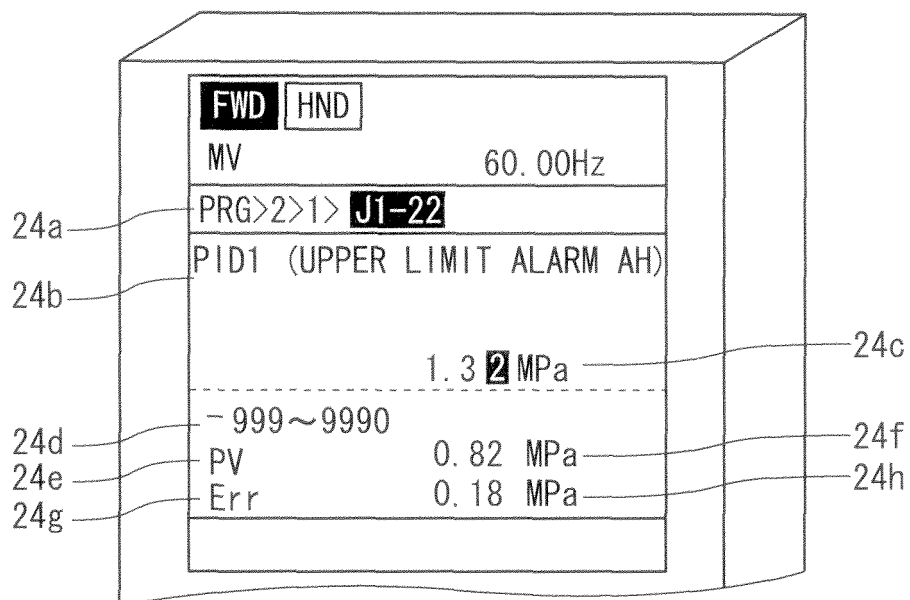 FWD HND
MV 60.00Hz
24a PRG>2>1> J1-22
PID1 (UPPER LIMIT ALARM AH)
24b
1.32 MPa 24c
24d -999~9990
24e PV 0.82 MPa 24f
24g Err 0.18 MPa 24h